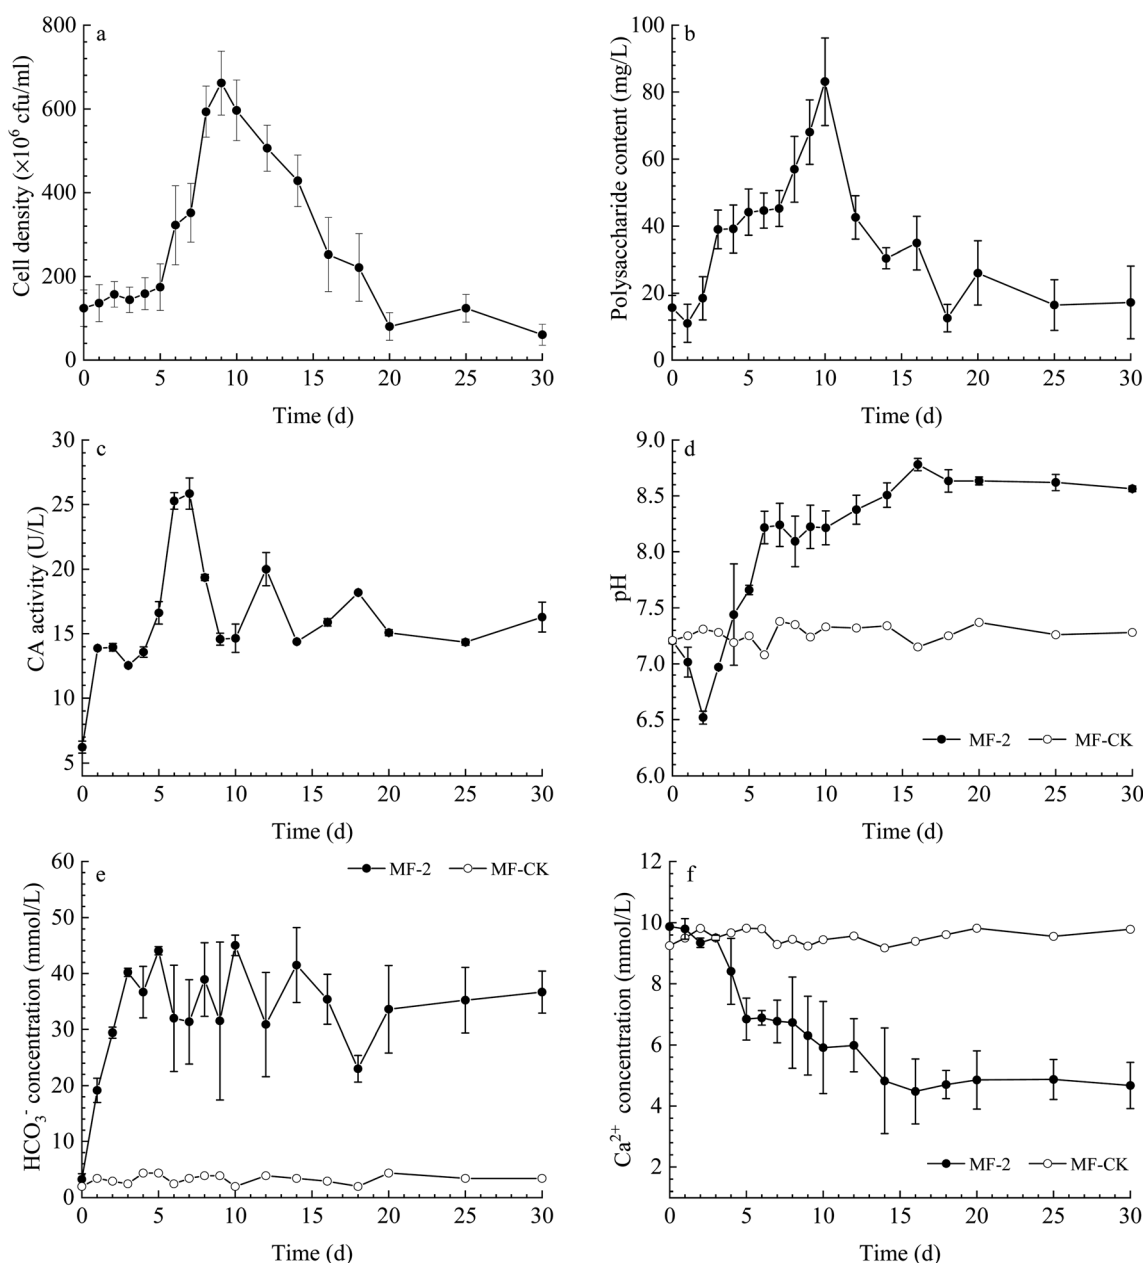 a
Cell density (×10⁶ cfu/ml)
800
600
400
200
0
0 5 10 15 20 25 30
Time (d)
b
Polysaccharide content (mg/L)
100
80
60
40
20
0
0 5 10 15 20 25 30
Time (d)
c
CA activity (U/L)
30
25
20
15
10
5
0 5 10 15 20 25 30
Time (d)
d
pH
9.0
8.5
8.0
7.5
7.0
6.5
6.0
MF-2 MF-CK
0 5 10 15 20 25 30
Time (d)
e
MF-2 MF-CK
HCO₃⁻ concentration (mmol/L)
60
50
40
30
20
10
0
0 5 10 15 20 25 30
Time (d)
f
Ca²⁺ concentration (mmol/L)
12
10
8
6
4
2
MF-2 MF-CK
0 5 10 15 20 25 30
Time (d)